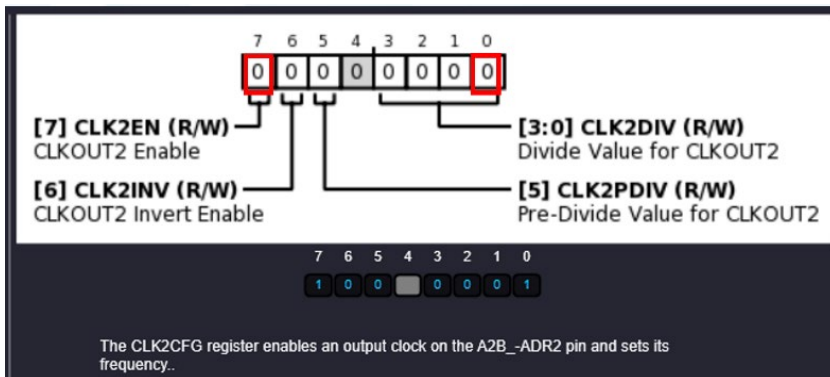 7 6 5 4 3 2 1 0
0 0 0 0 0 0 0 0
[7] CLK2EN (R/W)
CLKOUT2 Enable
[3:0] CLK2DIV (R/W)
Divide Value for CLKOUT2
[6] CLK2INV (R/W)
CLKOUT2 Invert Enable
[5] CLK2PDIV (R/W)
Pre-Divide Value for CLKOUT2
7 6 5 4 3 2 1 0
1 0 0 0 0 0 1
The CLK2CFG register enables an output clock on the A2B_-ADR2 pin and sets its
frequency..